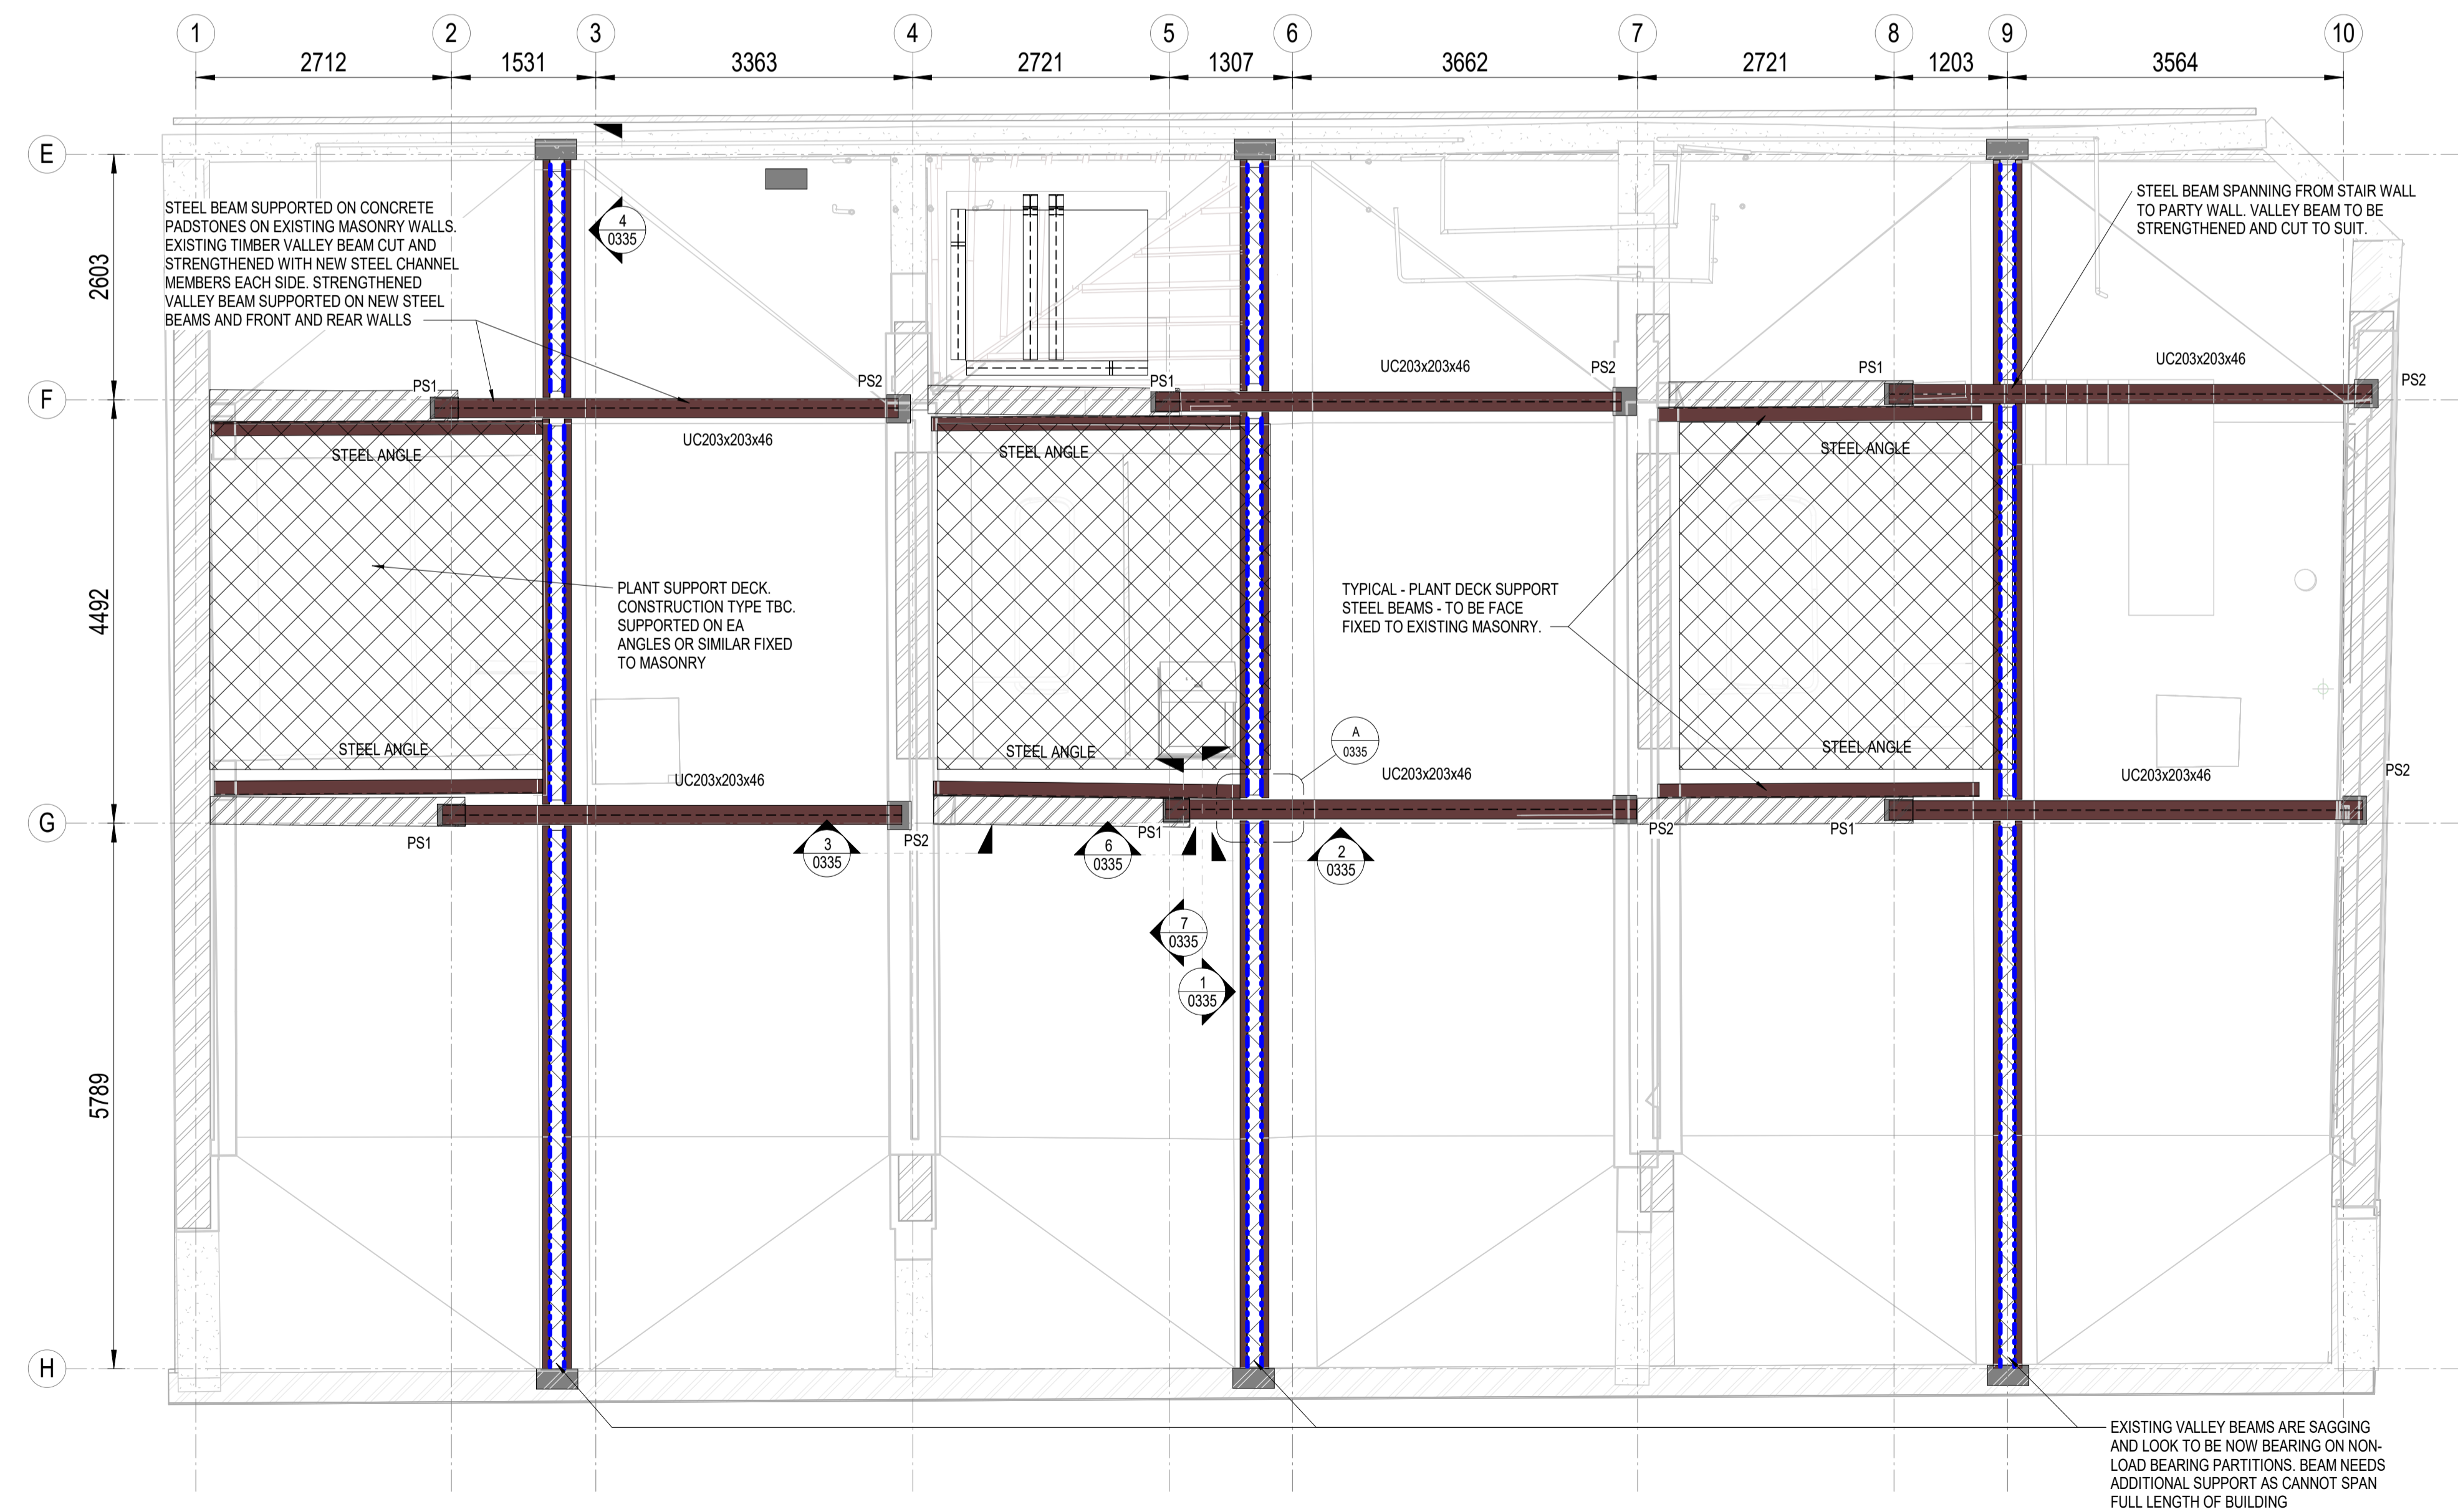 1
2
3
4
5
6
7
8
9
10
2712
1531
3363
2721
1307
3662
2721
1203
3564
E
F
G
H
2603
4492
5789
STEEL BEAM SUPPORTED ON CONCRETE
PADSTONES ON EXISTING MASONRY WALLS.
EXISTING TIMBER VALLEY BEAM CUT AND
STRENGTHENED WITH NEW STEEL CHANNEL
MEMBERS EACH SIDE. STRENGTHENED
VALLEY BEAM SUPPORTED ON NEW STEEL
BEAMS AND FRONT AND REAR WALLS
4
0335
STEEL BEAM SPANNING FROM STAIR WALL
TO PARTY WALL. VALLEY BEAM TO BE
STRENGTHENED AND CUT TO SUIT.
PS1
PS2
PS1
UC203x203x46
PS2
PS1
UC203x203x46
PS2
STEEL ANGLE
UC203x203x46
STEEL ANGLE
STEEL ANGLE
PLANT SUPPORT DECK.
CONSTRUCTION TYPE TBC.
SUPPORTED ON EA
ANGLES OR SIMILAR FIXED
TO MASONRY
TYPICAL - PLANT DECK SUPPORT
STEEL BEAMS - TO BE FACE
FIXED TO EXISTING MASONRY.
STEEL ANGLE
UC203x203x46
STEEL ANGLE
A
0335
UC203x203x46
STEEL ANGLE
UC203x203x46
PS2
PS1
PS2
PS1
PS2
PS1
3
0335
6
0335
2
0335
7
0335
1
0335
EXISTING VALLEY BEAMS ARE SAGGING
AND LOOK TO BE NOW BEARING ON NON-
LOAD BEARING PARTITIONS. BEAM NEEDS
ADDITIONAL SUPPORT AS CANNOT SPAN
FULL LENGTH OF BUILDING